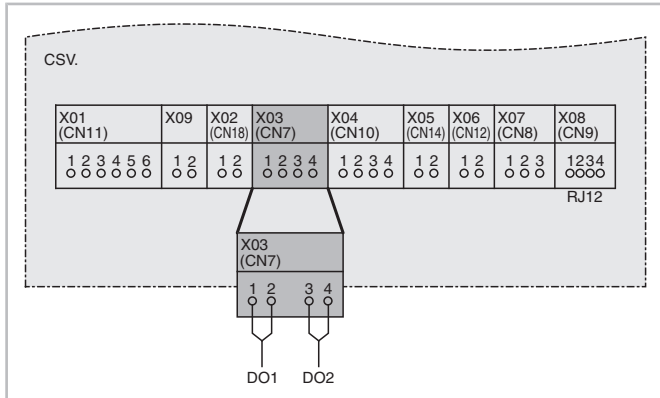 CSV.
X01 X09 X02 X03 X04 X05 X06 X07 X08
(CN11) (CN18) (CN7) (CN10) (CN14) (CN12) (CN8) (CN9)
1 2 3 4 5 6 1 2 1 2 1 2 3 4 1 2 3 4 1 2 1 2 1 2 3 1234
RJ12
X03
(CN7)
1 2 3 4
DO1 DO2